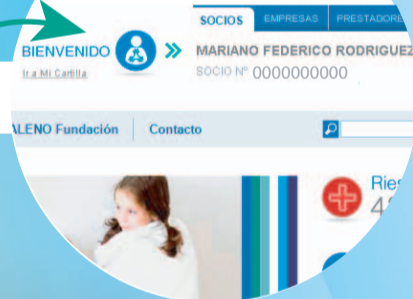 SOCIOS EMPRESAS PRESTADORE
BIENVENIDO
MARIANO FEDERICO RODRIGUEZ
Ir a Mi Cartilla
SOCIO Nº 0000000000
ALENO Fundación Contacto
Ries